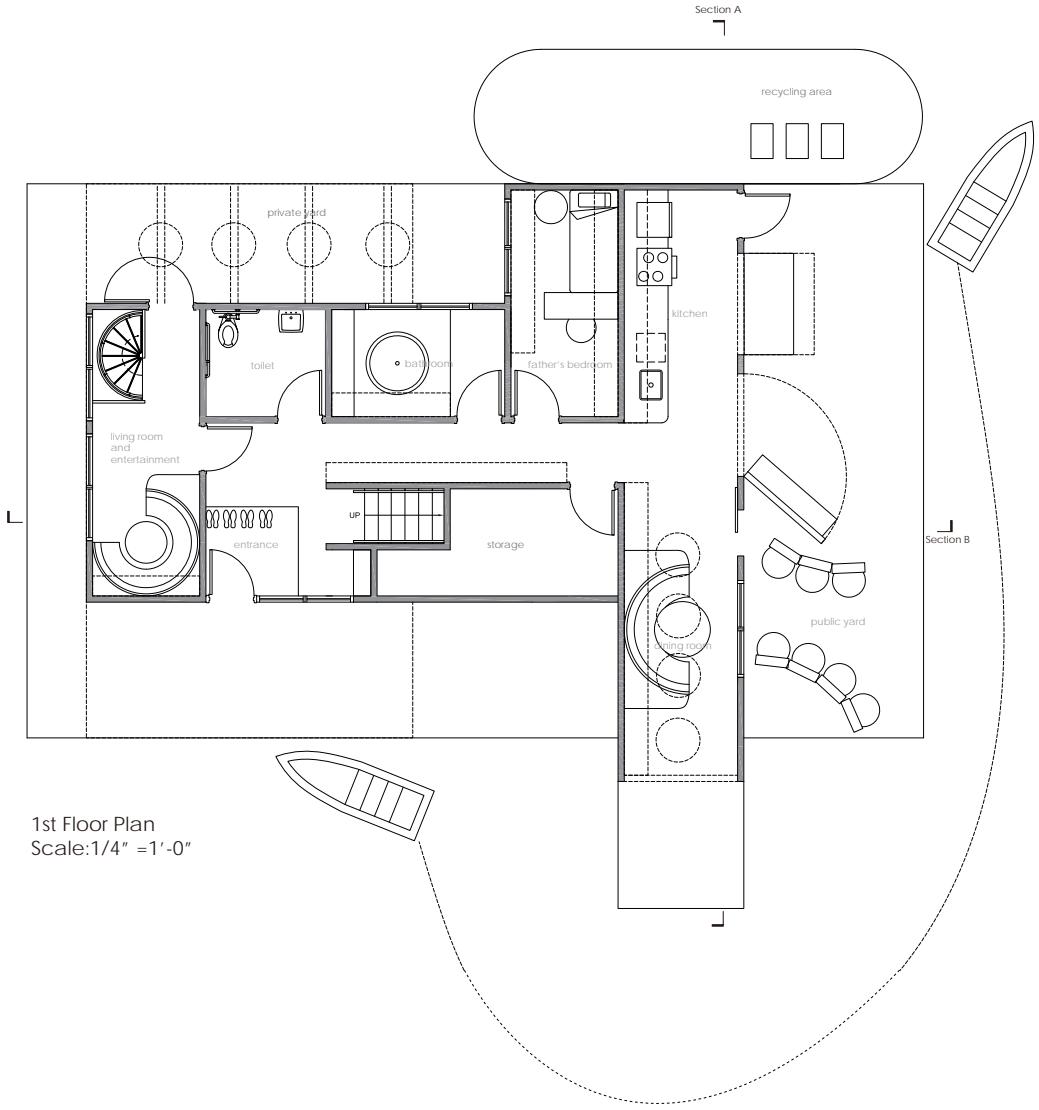 Section A
recycling area
private yard
kitchen
toilet
bathroom
father's bedroom
living room
and
entertainment
UP
entrance
storage
Section B
public yard
dining room
1st Floor Plan
Scale:1/4" =1'-0"